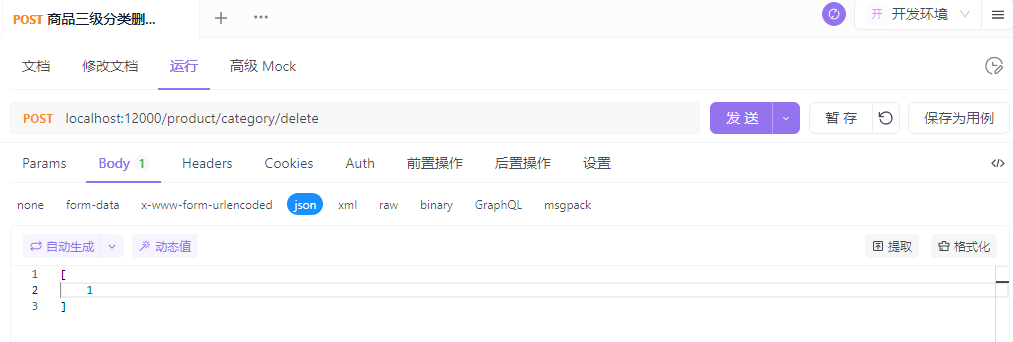 POST 商品三级分类删...
开 开发环境
文档 修改文档 运行 高级 Mock
POST localhost:12000/product/category/delete 发 送 暂 存 保存为用例
Params Body 1 Headers Cookies Auth 前置操作 后置操作 设置
none form-data x-www-form-urlencoded json xml raw binary GraphQL msgpack
自动生成 动态值 提取 格式化
1 [
2 1
3 ]